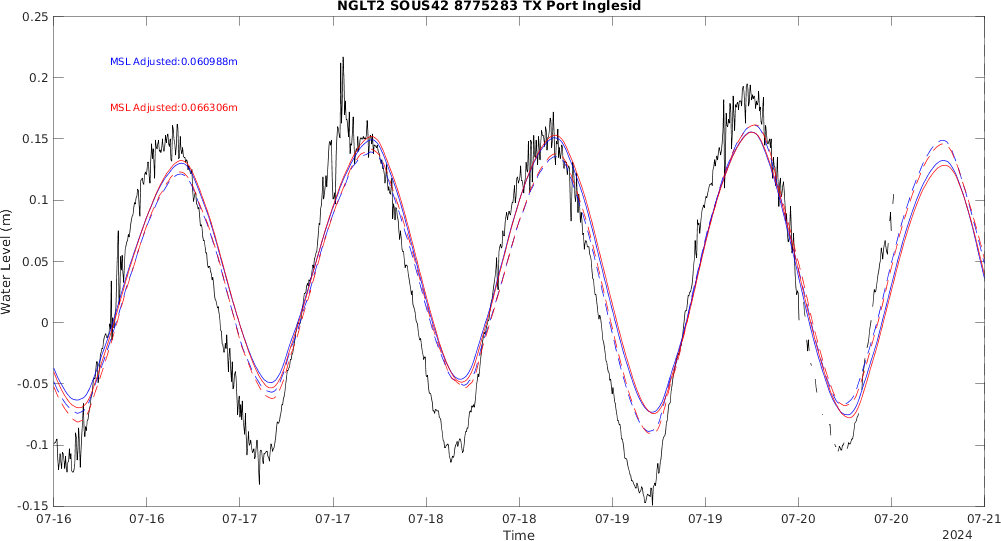 NGLT2 SOUS42 8775283 TX Port Inglesid
0.25
0.2
0.15
0.1
0.05
0
-0.05
-0.1
-0.15
Water Level (m)
MSL Adjusted:0.060988m
MSL Adjusted:0.066306m
07-16 07-16 07-17 07-17 07-18 07-18 07-19 07-19 07-20 07-20 07-21
Time
2024